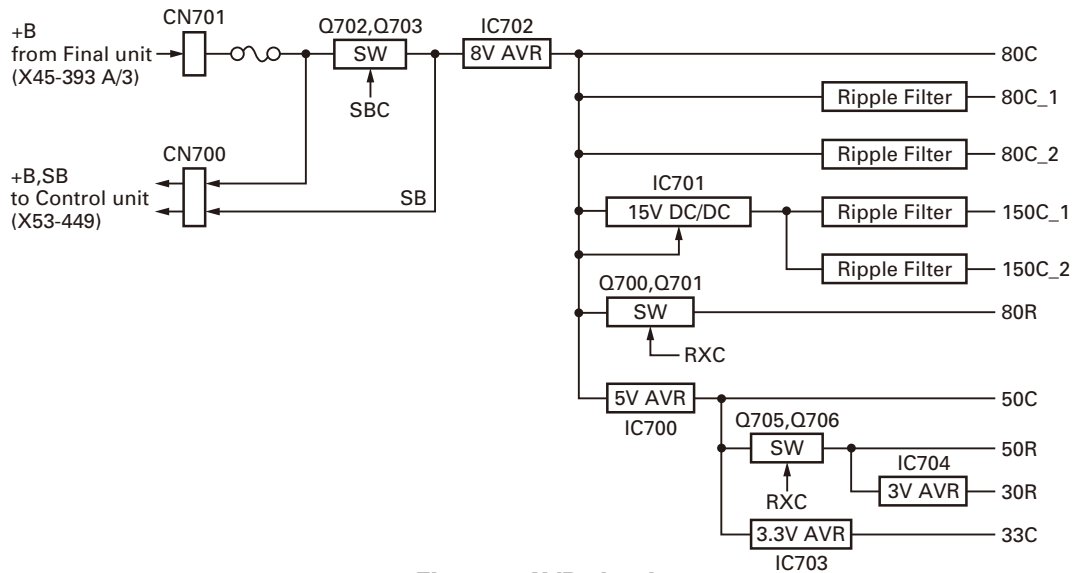 +B
from Final unit
(X45-393 A/3)
CN701
Q702,Q703
SW
SBC
IC702
8V AVR
80C
Ripple Filter
80C_1
Ripple Filter
80C_2
+B,SB
to Control unit
(X53-449)
CN700
SB
IC701
15V DC/DC
Ripple Filter
150C_1
Ripple Filter
150C_2
Q700,Q701
SW
80R
RXC
5V AVR
IC700
50C
Q705,Q706
SW
RXC
50R
IC704
3V AVR
30R
3.3V AVR
IC703
33C